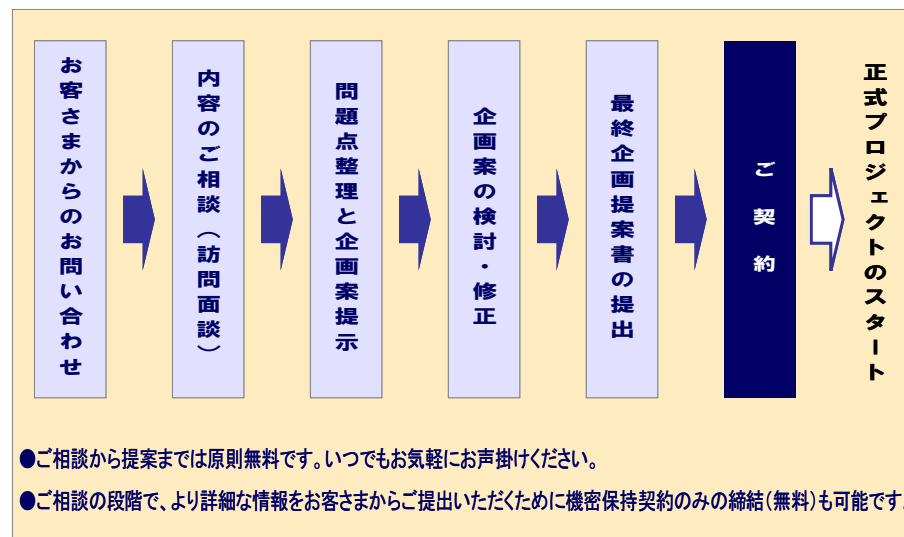 お客さまからのお問い合わせ
内容のご相談（訪問面談）
問題点整理と企画案提示
企画案の検討・修正
最終企画提案書の提出
ご契約
正式プロジェクトのスタート
●ご相談から提案までは原則無料です。いつでもお気軽にお声掛けください。
●ご相談の段階で、より詳細な情報をお客さまからご提出いただくために機密保持契約のみの締結(無料)も可能です。